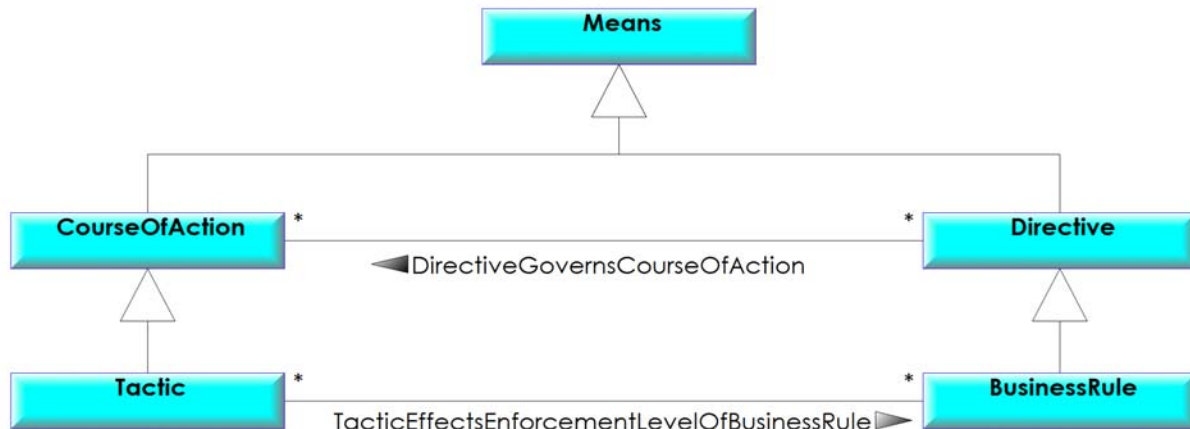 Means
CourseOfAction
*
*
Directive
DirectiveGovernsCourseOfAction
Tactic
*
*
BusinessRule
TacticEffectsEnforcementLevelOfBusinessRule